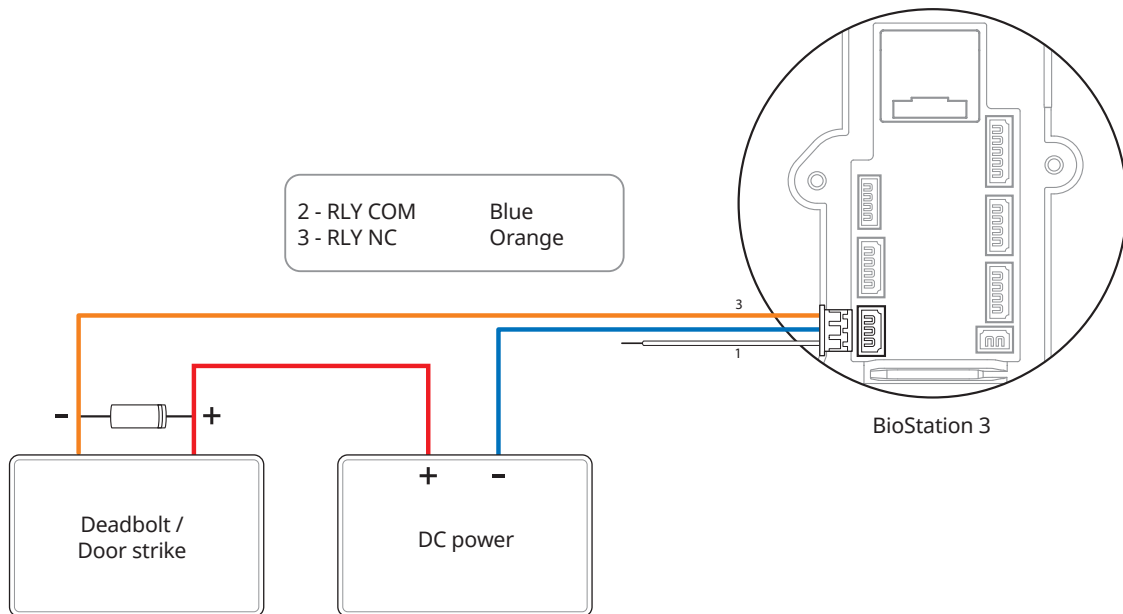 2 - RLY COM Blue
3 - RLY NC Orange
3
1
BioStation 3
- +
+ -
Deadbolt /
Door strike
DC power